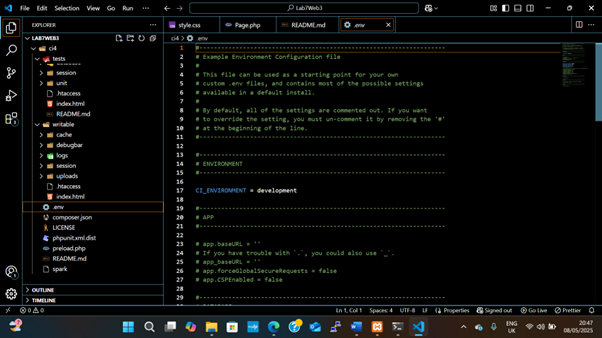 File Edit Selection View Go Run ···
Lab7Web3
EXPLORER ···
style.css Page.php README.md .env
LAB7WEB3
ci4 > .env
ci4
tests
session
unit
.htaccess
index.html
README.md
writable
cache
debugbar
logs
session
uploads
.htaccess
index.html
.env
composer.json
LICENSE
phpunit.xml.dist
preload.php
README.md
spark
OUTLINE
TIMELINE
1 #--------------------------------------------------------------------
2 # Example Environment Configuration file
3 #
4 # This file can be used as a starting point for your own
5 # custom .env files, and contains most of the possible settings
6 # available in a default install.
7 #
8 # By default, all of the settings are commented out. If you want
9 # to override the setting, you must un-comment it by removing the '#'
10 # at the beginning of the line.
11 #--------------------------------------------------------------------
12
13 #--------------------------------------------------------------------
14 # ENVIRONMENT
15 #--------------------------------------------------------------------
16
17 CI_ENVIRONMENT = development
18
19 #--------------------------------------------------------------------
20 # APP
21 #--------------------------------------------------------------------
22
23 # app.baseURL = ''
24 # If you have trouble with `.`, you could also use `_`.
25 # app_baseURL = ''
26 # app.forceGlobalSecureRequests = false
27 # app.CSPEnabled = false
28
29 #--------------------------------------------------------------------
0 0 Ln 1, Col 1 Spaces: 4 UTF-8 LF Properties Signed out Go Live Prettier
ENG
UK
20:47
08/05/2025